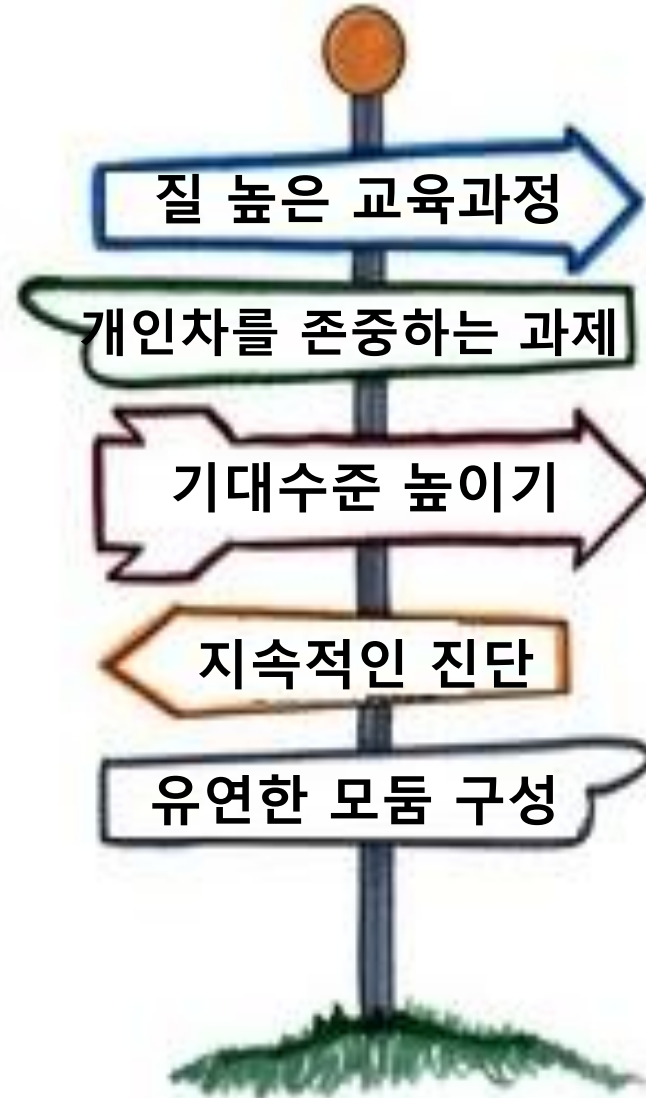 질 높은 교육과정
개인차를 존중하는 과제
기대수준 높이기
지속적인 진단
유연한 모둠 구성